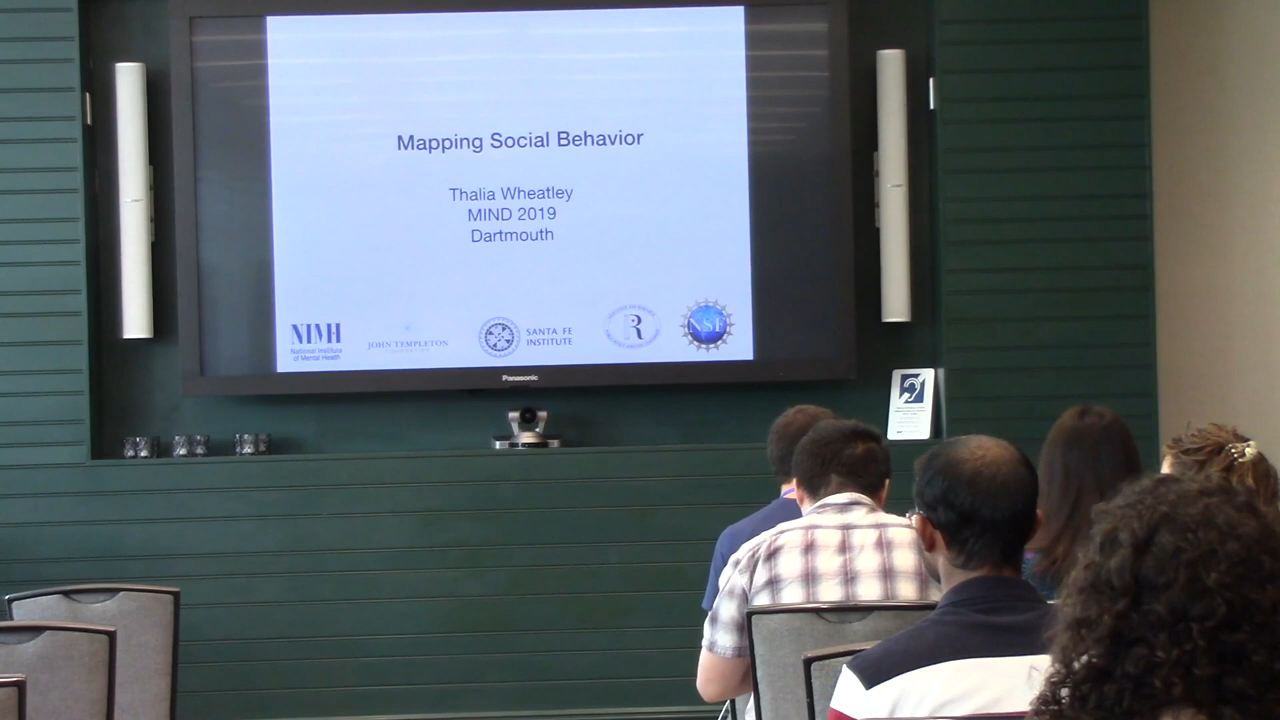 Mapping Social Behavior
Thalia Wheatley
MIND 2019
Dartmouth
NIMH
National Institute
of Mental Health
JOHN TEMPLETON
FOUNDATION
SANTA FE
INSTITUTE
R
NSF
Panasonic